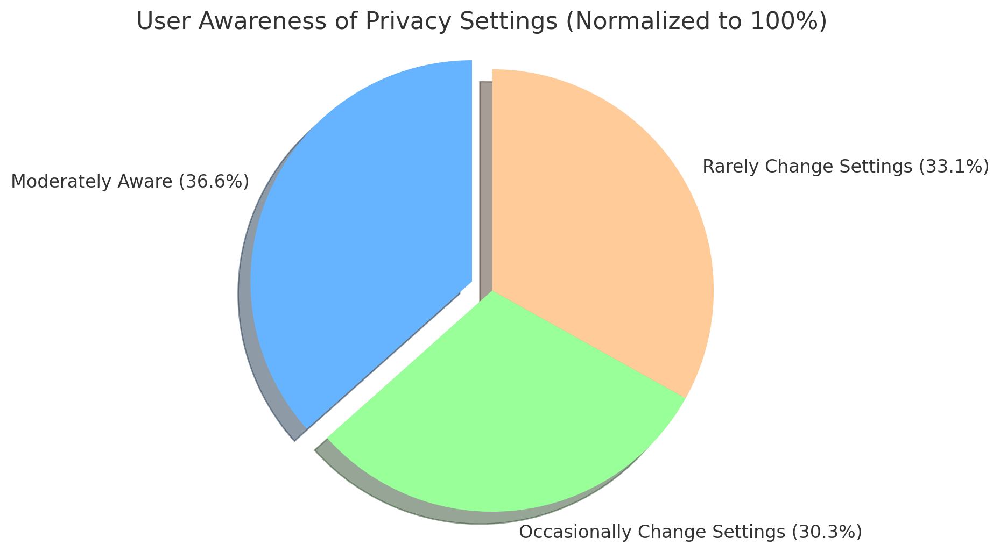 User Awareness of Privacy Settings (Normalized to 100%)
Rarely Change Settings (33.1%)
Moderately Aware (36.6%)
Occasionally Change Settings (30.3%)